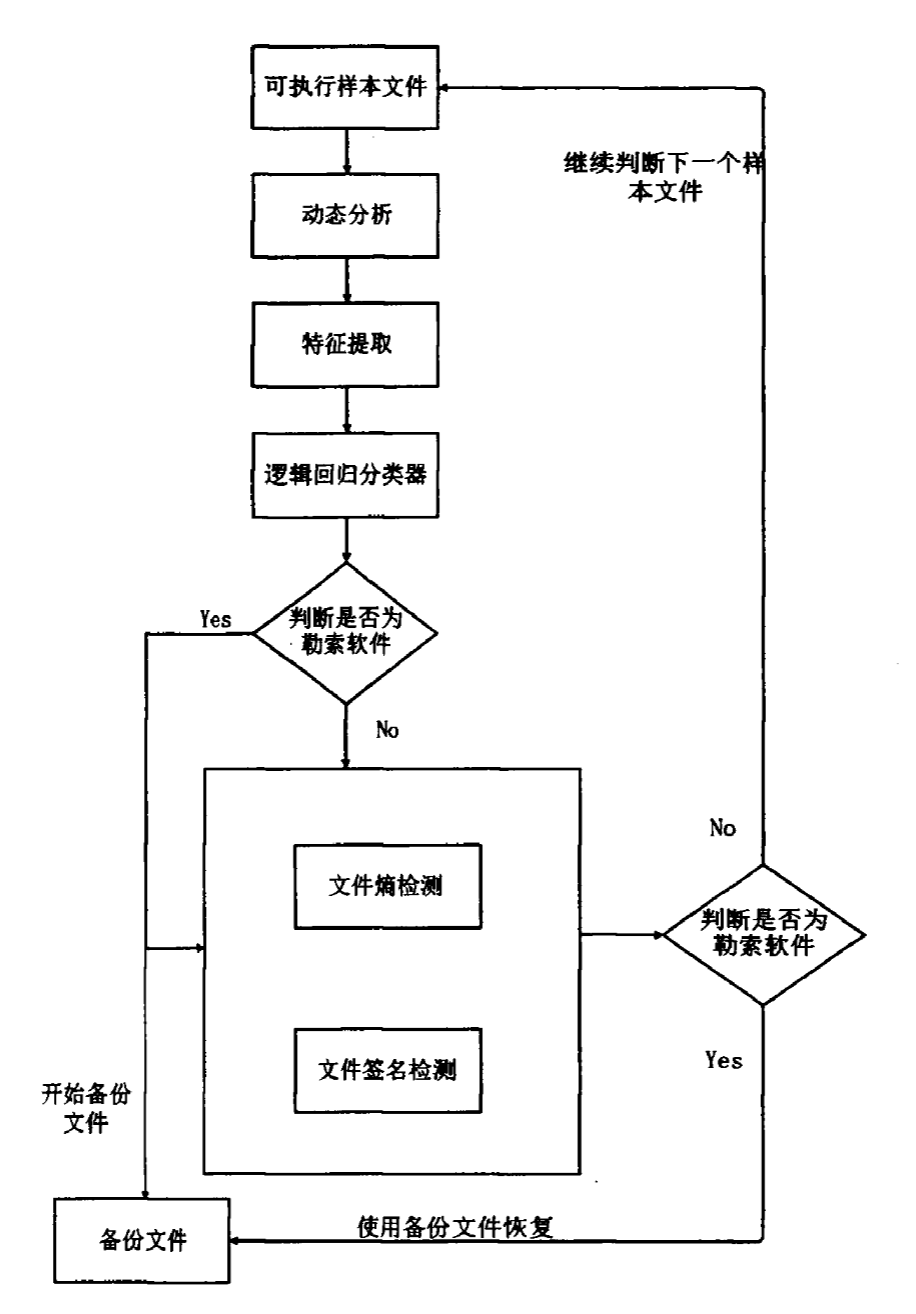 可执行样本文件
继续判断下一个样
本文件
动态分析
特征提取
逻辑回归分类器
判断是否为
勒索软件
Yes
No
文件熵检测
文件签名检测
No
判断是否为
勒索软件
Yes
开始备份
文件
备份文件
使用备份文件恢复